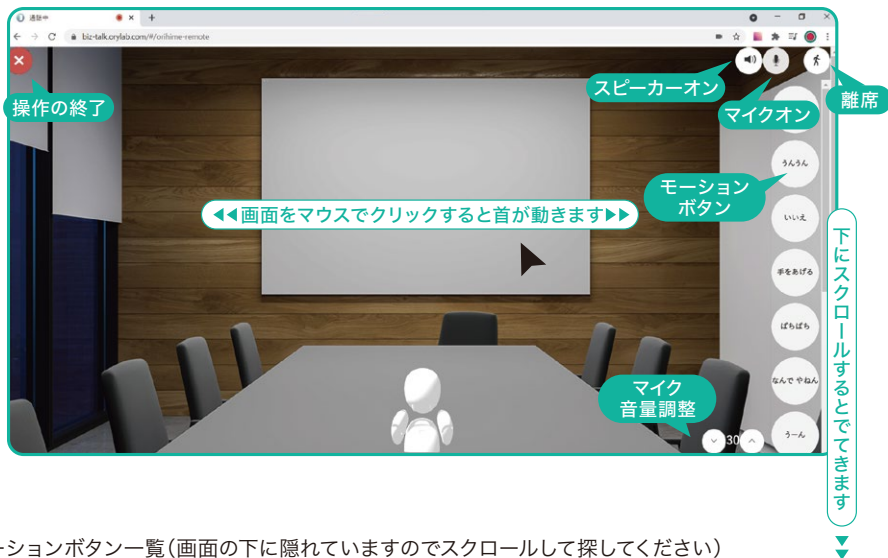 通話中
biz-talk.orylab.com/#/orihime-remote
操作の終了
スピーカーオン
マイクオン
離席
うんうん
モーション
ボタン
◀◀画面をマウスでクリックすると首が動きます▶▶
いいえ
手をあげる
ぱちぱち
なんでやねん
うーん
マイク
音量調整
30
下にスクロールするとでてきます
ーションボタン一覧（画面の下に隠れていますのでスクロールして探してください）